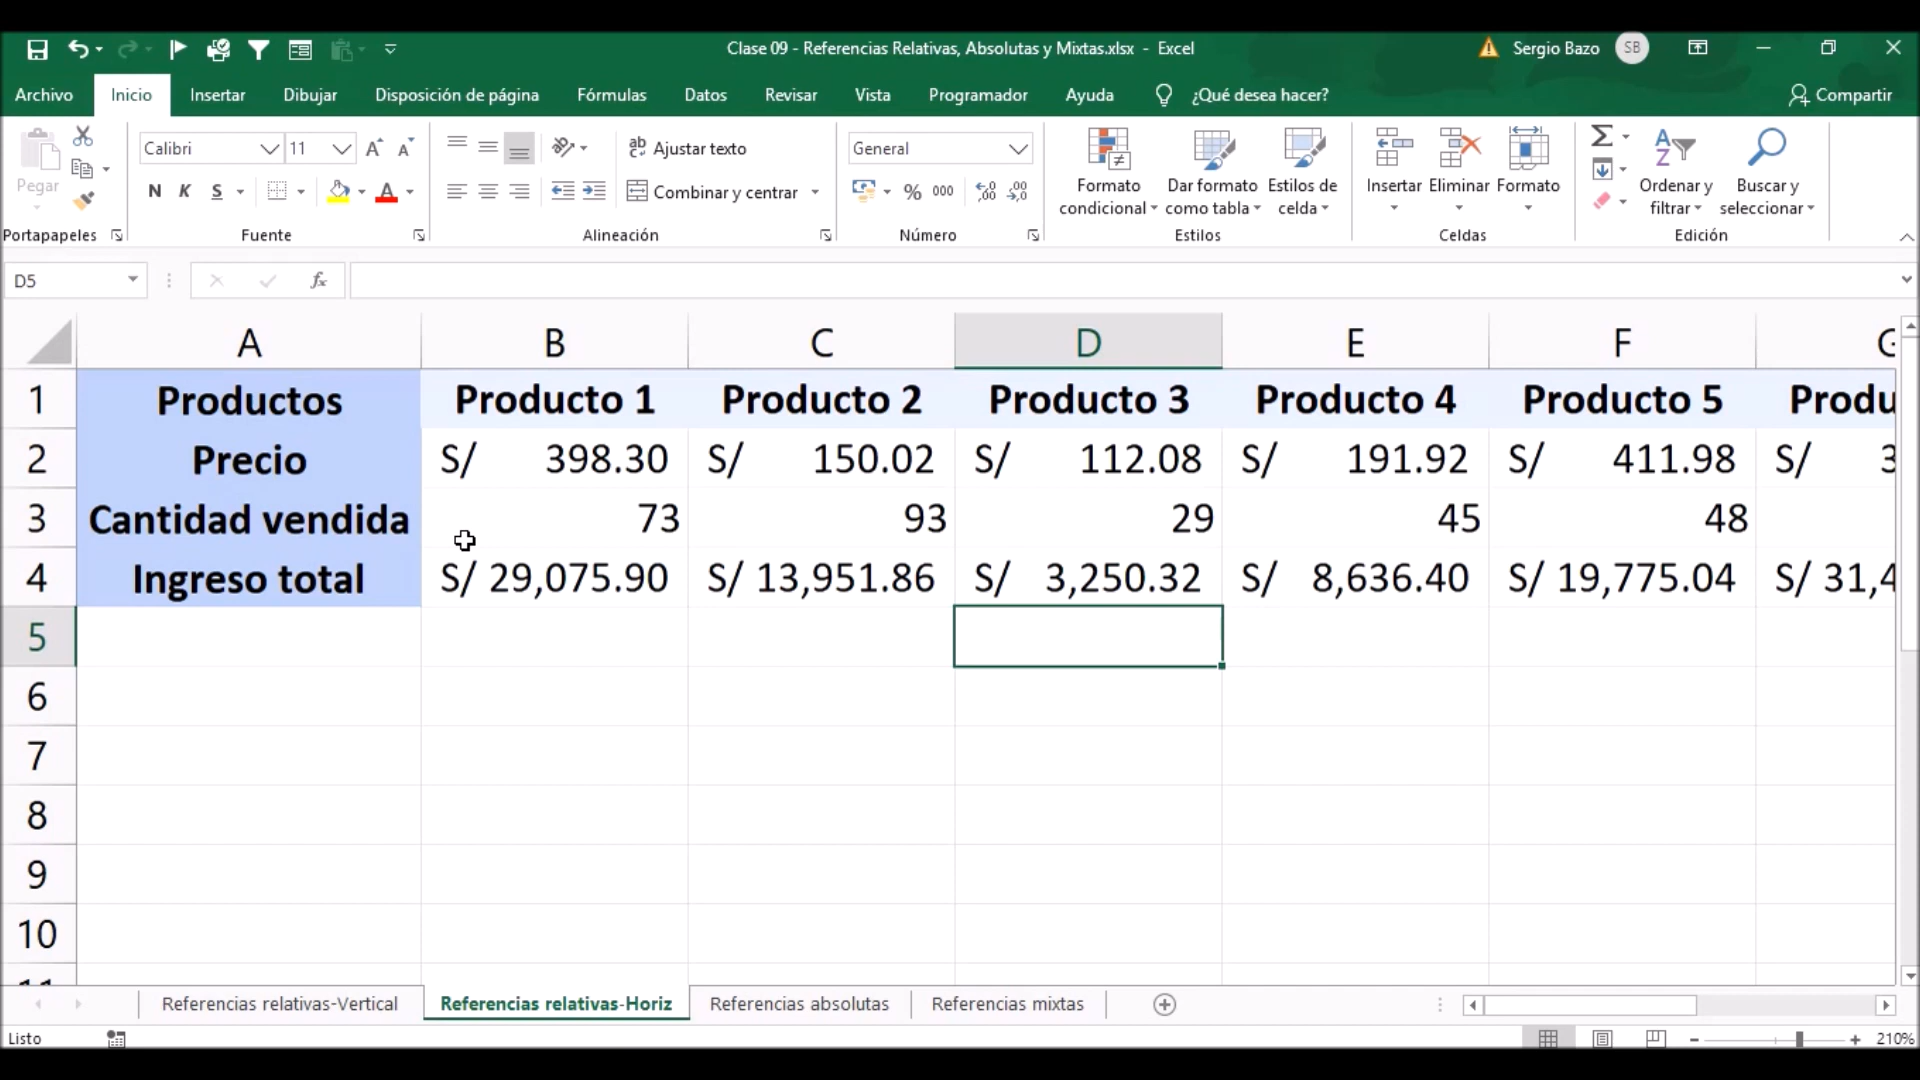 Clase 09 - Referencias Relativas, Absolutas y Mixtas.xlsx - Excel
Sergio Bazo SB
Archivo Inicio Insertar Dibujar Disposición de página Fórmulas Datos Revisar Vista Programador Ayuda ¿Qué desea hacer? Compartir
Pegar Calibri 11 Ajustar texto General
N K S Combinar y centrar % 000
Formato condicional Dar formato como tabla Estilos de celda Insertar Eliminar Formato Ordenar y filtrar Buscar y seleccionar
Portapapeles Fuente Alineación Número Estilos Celdas Edición
D5 fx
A B C D E F G
1 Productos Producto 1 Producto 2 Producto 3 Producto 4 Producto 5 Produ
2 Precio S/ 398.30 S/ 150.02 S/ 112.08 S/ 191.92 S/ 411.98 S/ 3
3 Cantidad vendida 73 93 29 45 48
4 Ingreso total S/ 29,075.90 S/ 13,951.86 S/ 3,250.32 S/ 8,636.40 S/ 19,775.04 S/ 31,4
5
6
7
8
9
10
11
Referencias relativas-Vertical Referencias relativas-Horiz Referencias absolutas Referencias mixtas
Listo 210%